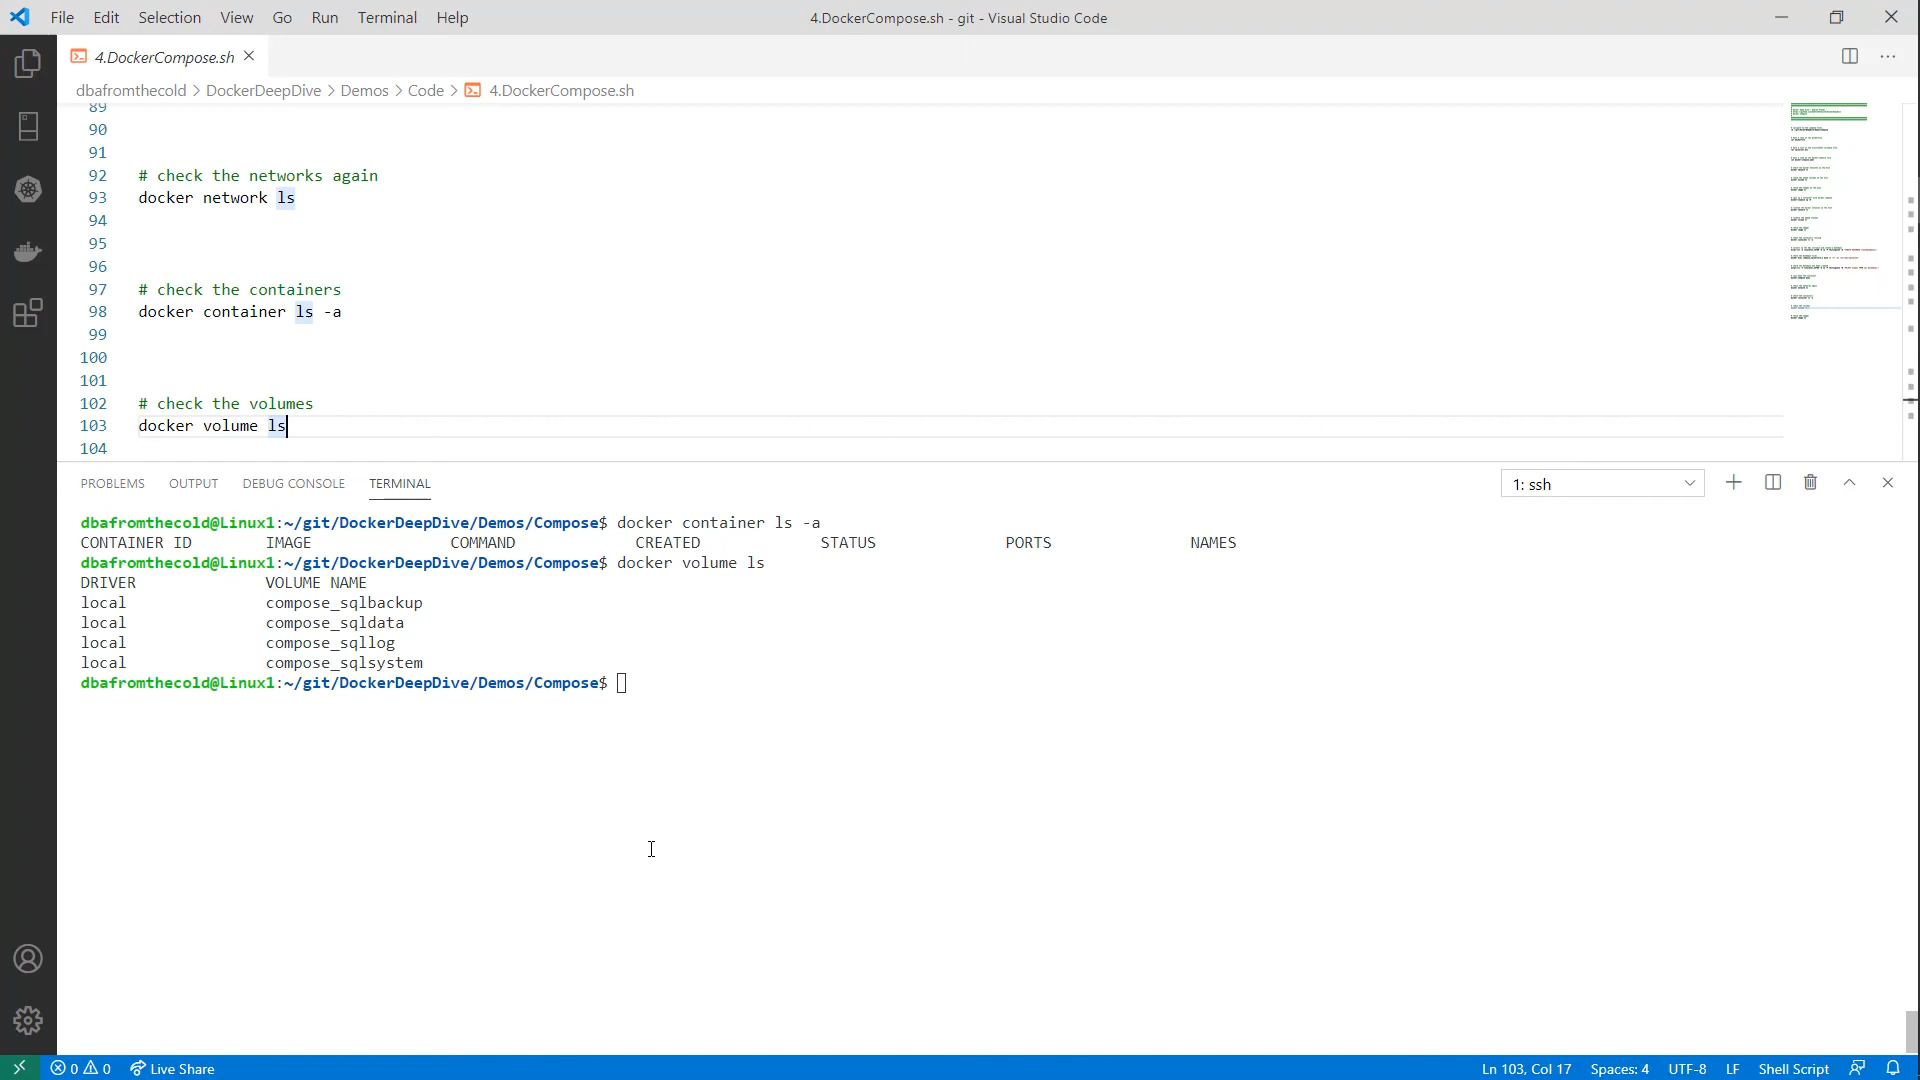 File Edit Selection View Go Run Terminal Help
4.DockerCompose.sh - git - Visual Studio Code
4.DockerCompose.sh
dbafromthecold > DockerDeepDive > Demos > Code > 4.DockerCompose.sh
89
90
91
92 # check the networks again
93 docker network ls
94
95
96
97 # check the containers
98 docker container ls -a
99
100
101
102 # check the volumes
103 docker volume ls
104
PROBLEMS OUTPUT DEBUG CONSOLE TERMINAL
1: ssh
dbafromthecold@Linux1:~/git/DockerDeepDive/Demos/Compose$ docker container ls -a
CONTAINER ID IMAGE COMMAND CREATED STATUS PORTS NAMES
dbafromthecold@Linux1:~/git/DockerDeepDive/Demos/Compose$ docker volume ls
DRIVER VOLUME NAME
local compose_sqlbackup
local compose_sqldata
local compose_sqllog
local compose_sqlsystem
dbafromthecold@Linux1:~/git/DockerDeepDive/Demos/Compose$
0 0 Live Share
Ln 103, Col 17 Spaces: 4 UTF-8 LF Shell Script